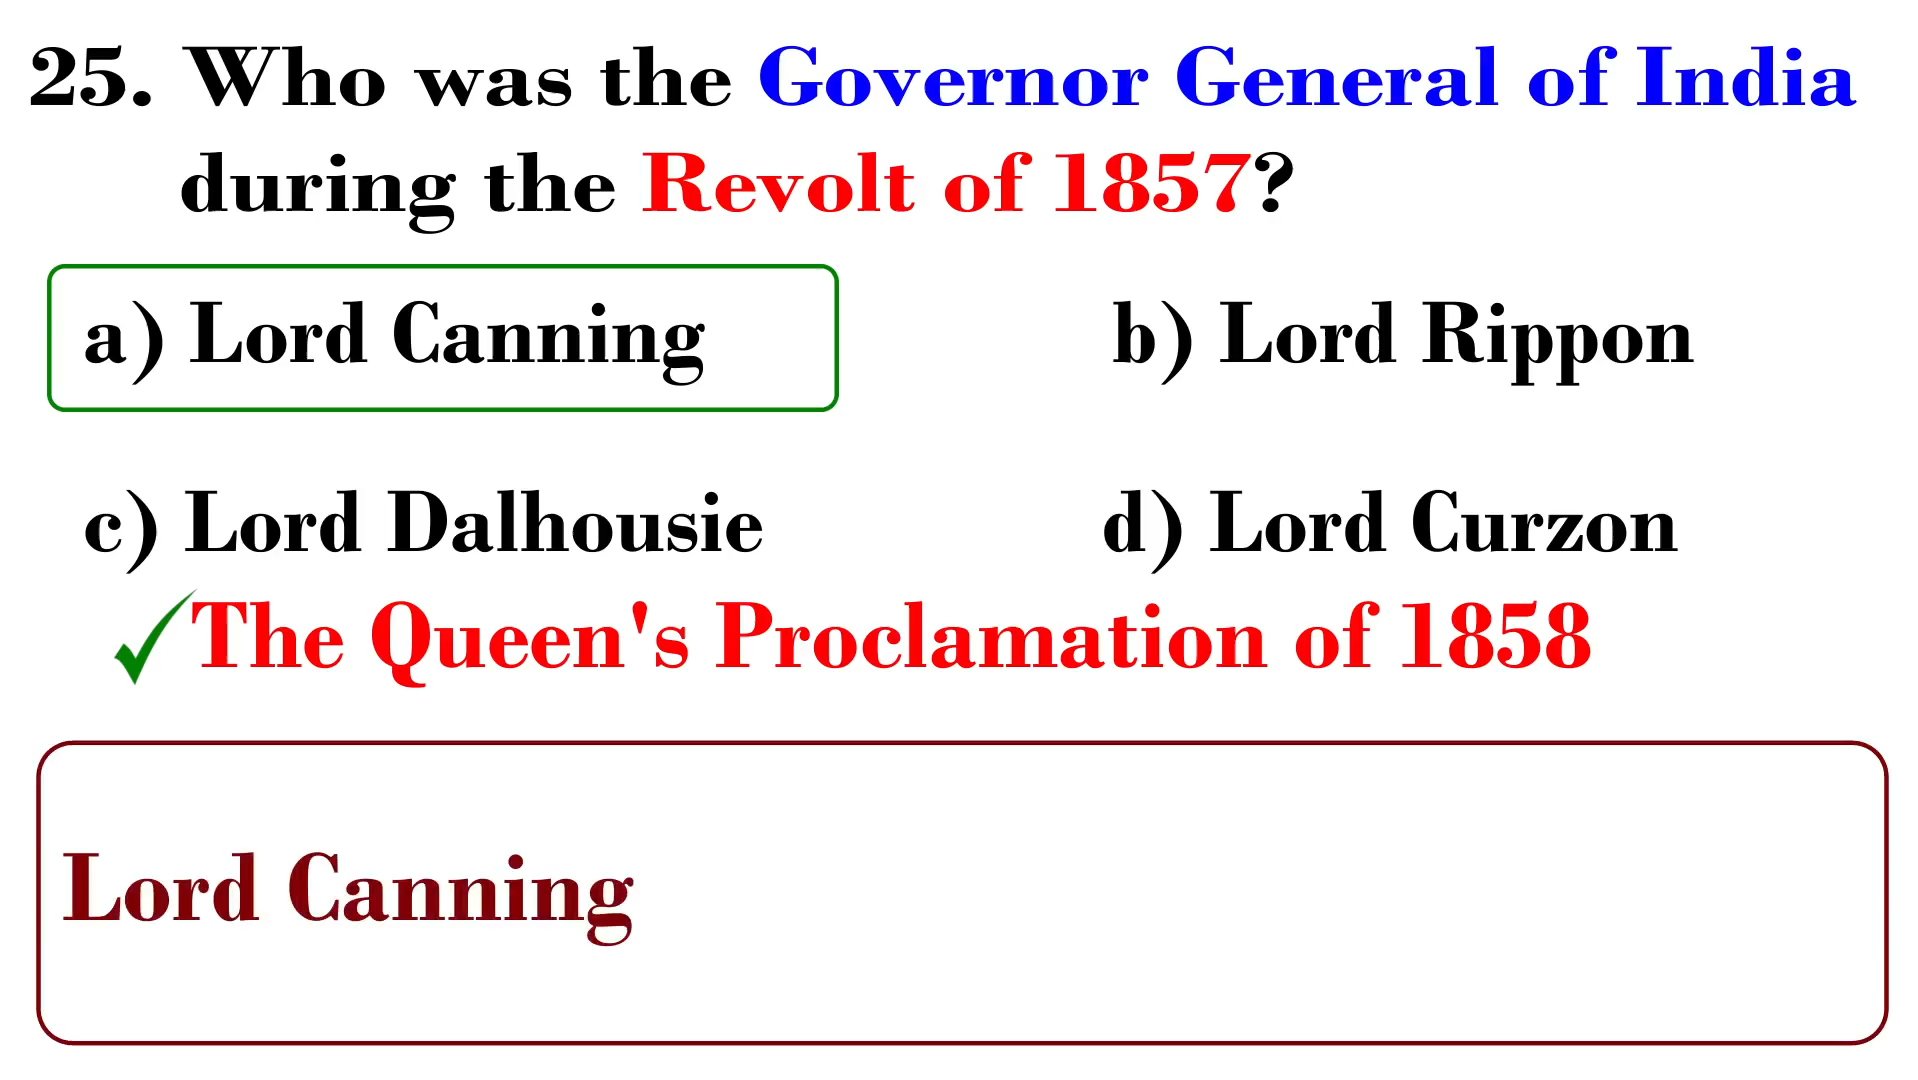 25. Who was the Governor General of India
during the Revolt of 1857?
a) Lord Canning
b) Lord Rippon
c) Lord Dalhousie
d) Lord Curzon
The Queen's Proclamation of 1858
Lord Canning